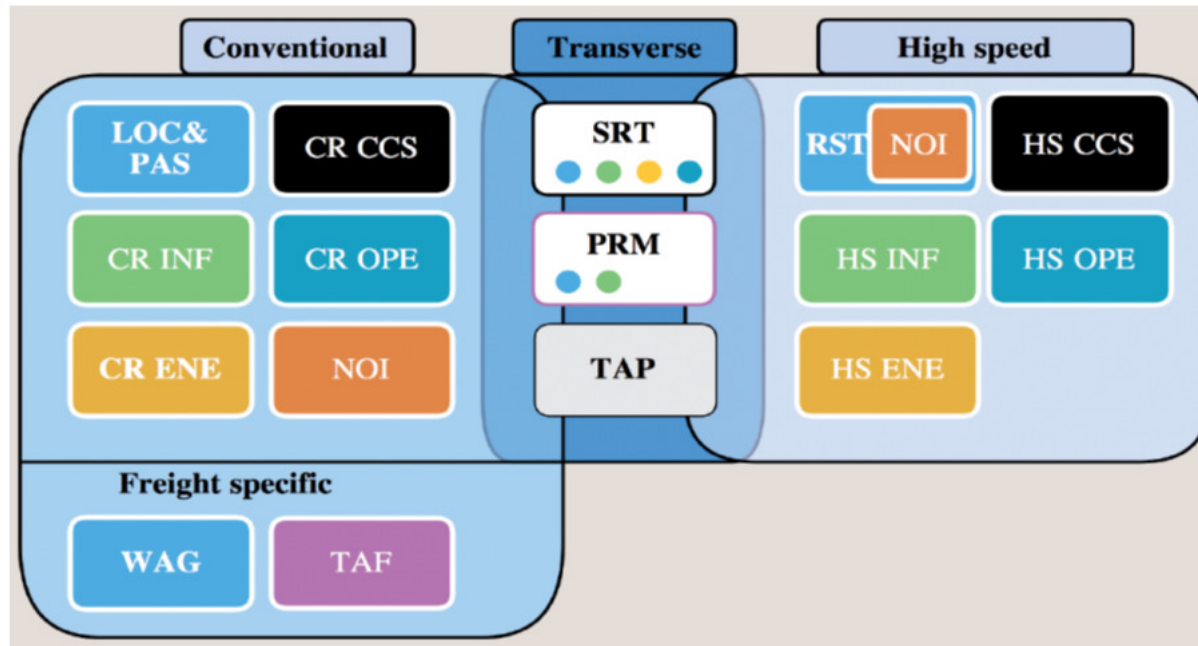 Conventional
Transverse
High speed
LOC&
PAS
CR CCS
SRT
RST
NOI
HS CCS
CR INF
CR OPE
PRM
HS INF
HS OPE
CR ENE
NOI
TAP
HS ENE
Freight specific
WAG
TAF